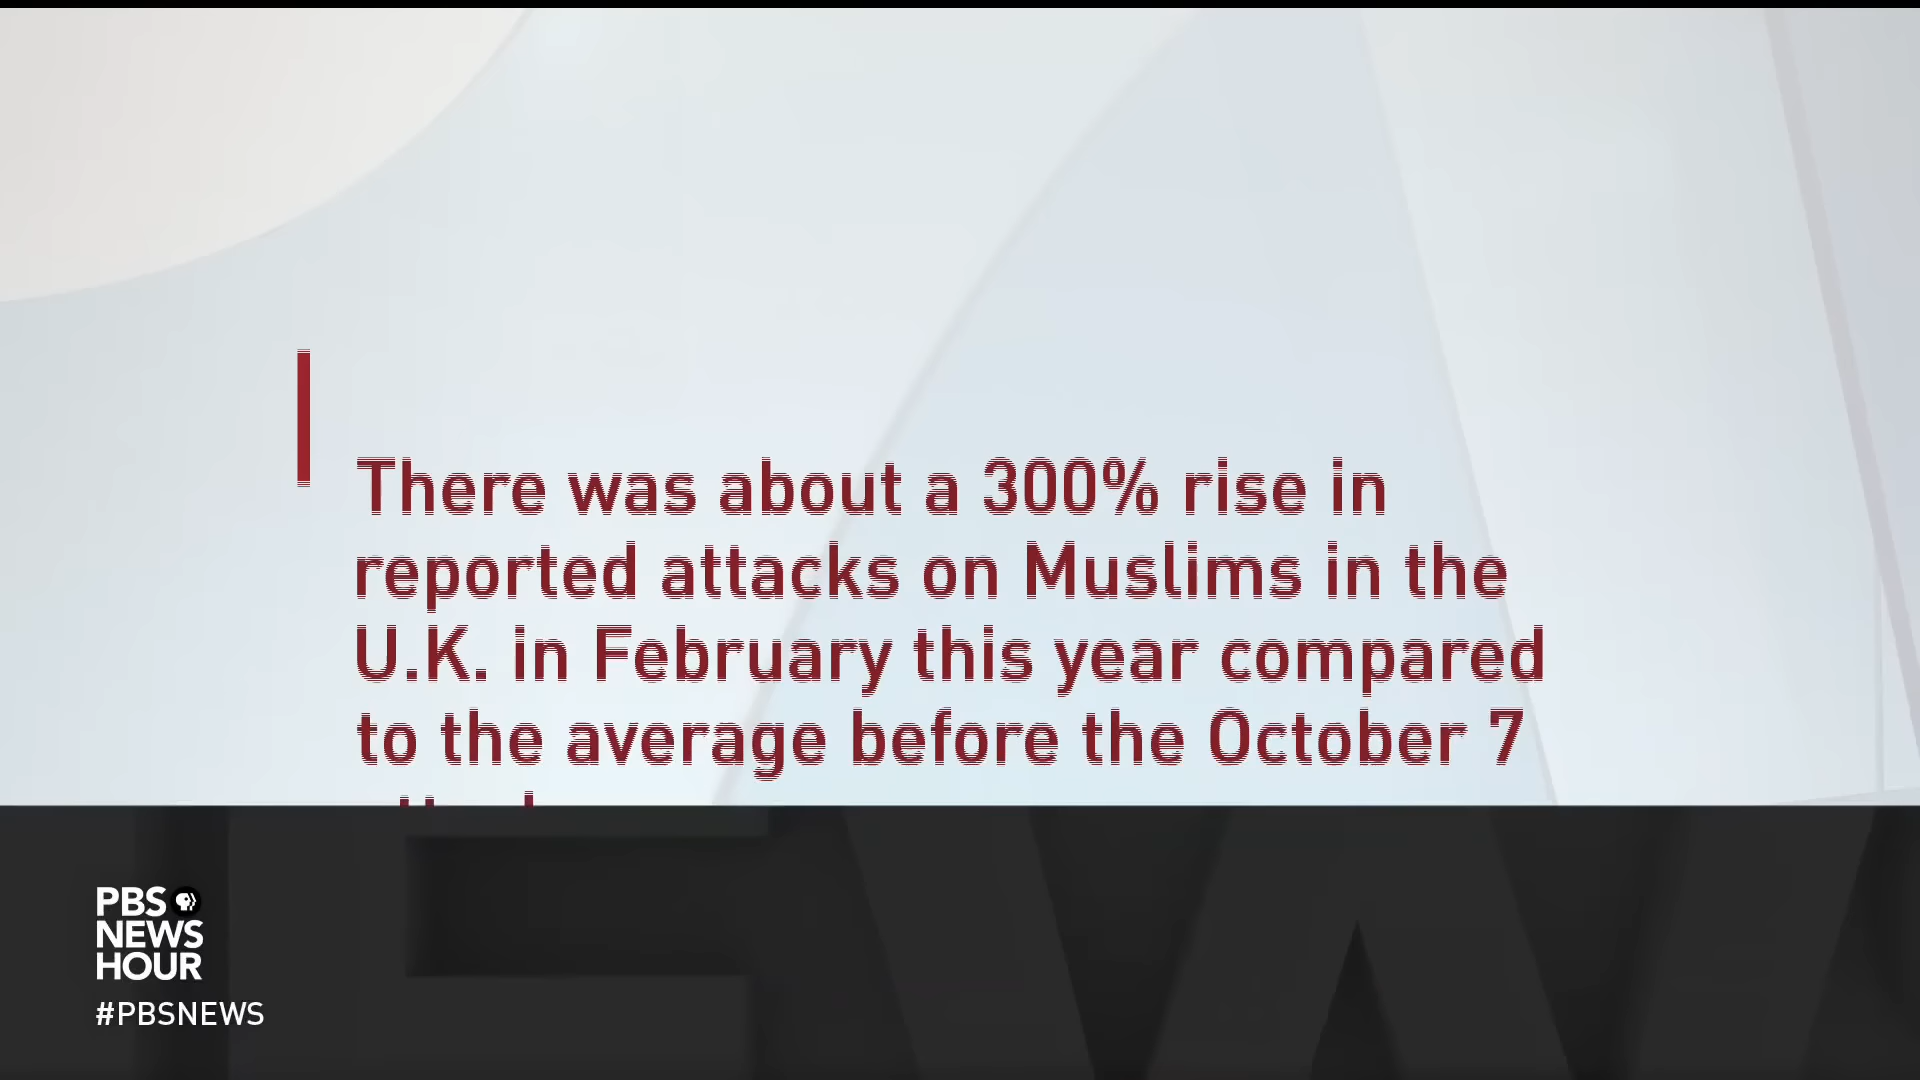 There was about a 300% rise in
reported attacks on Muslims in the
U.K. in February this year compared
to the average before the October 7
PBS
NEWS
HOUR
#PBSNEWS